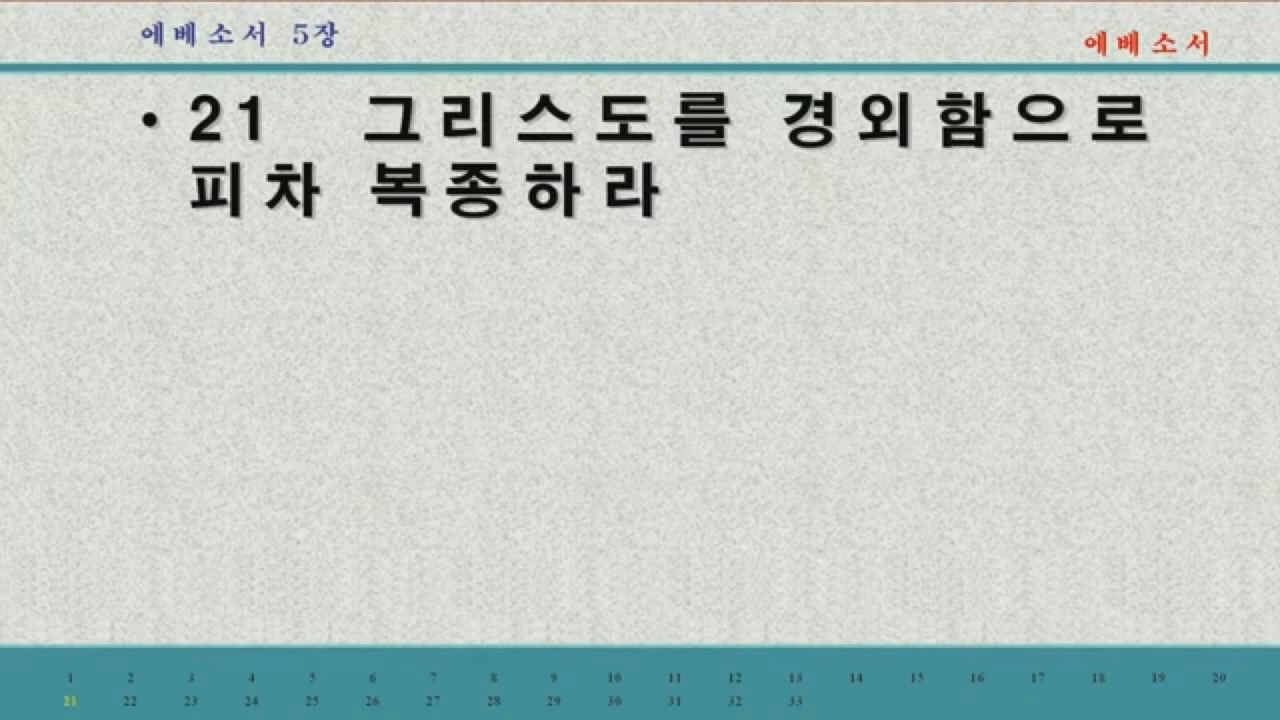 에베소서 5장
에베소서
• 21 그리스도를 경외함으로
피차 복종하라
1 2 3 4 5 6 7 8 9 10 11 12 13 14 15 16 17 18 19 20
21 22 23 24 25 26 27 28 29 30 31 32 33